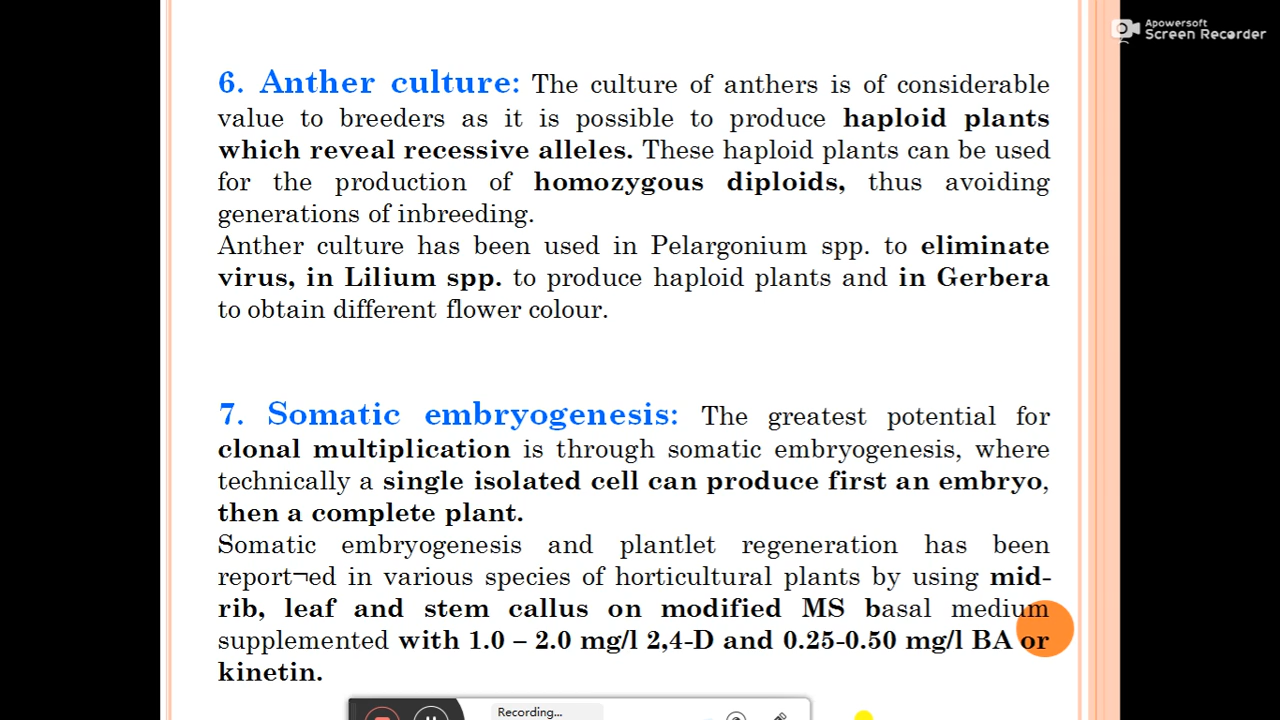 Apowersoft
Screen Recorder
6. Anther culture: The culture of anthers is of considerable
value to breeders as it is possible to produce haploid plants
which reveal recessive alleles. These haploid plants can be used
for the production of homozygous diploids, thus avoiding
generations of inbreeding.
Anther culture has been used in Pelargonium spp. to eliminate
virus, in Lilium spp. to produce haploid plants and in Gerbera
to obtain different flower colour.
7. Somatic embryogenesis: The greatest potential for
clonal multiplication is through somatic embryogenesis, where
technically a single isolated cell can produce first an embryo,
then a complete plant.
Somatic embryogenesis and plantlet regeneration has been
report¬ed in various species of horticultural plants by using mid-
rib, leaf and stem callus on modified MS basal medium
supplemented with 1.0 – 2.0 mg/l 2,4-D and 0.25-0.50 mg/l BA or
kinetin.
Recording...